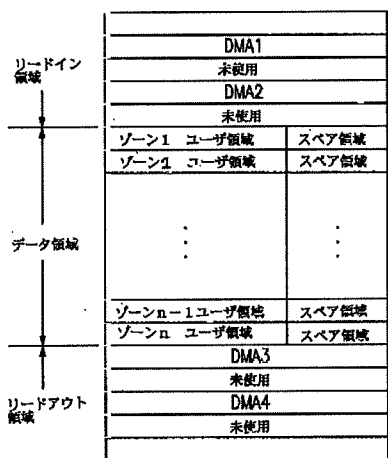 DMA1
リードイン
領域
未使用
DMA2
未使用
ゾーン1 ユーザ領域 スペア領域
ゾーン1 ユーザ領域 スペア領域
データ領域
ゾーンn-1ユーザ領域 スペア領域
ゾーンn ユーザ領域 スペア領域
DMA3
未使用
リードアウト
領域
DMA4
未使用